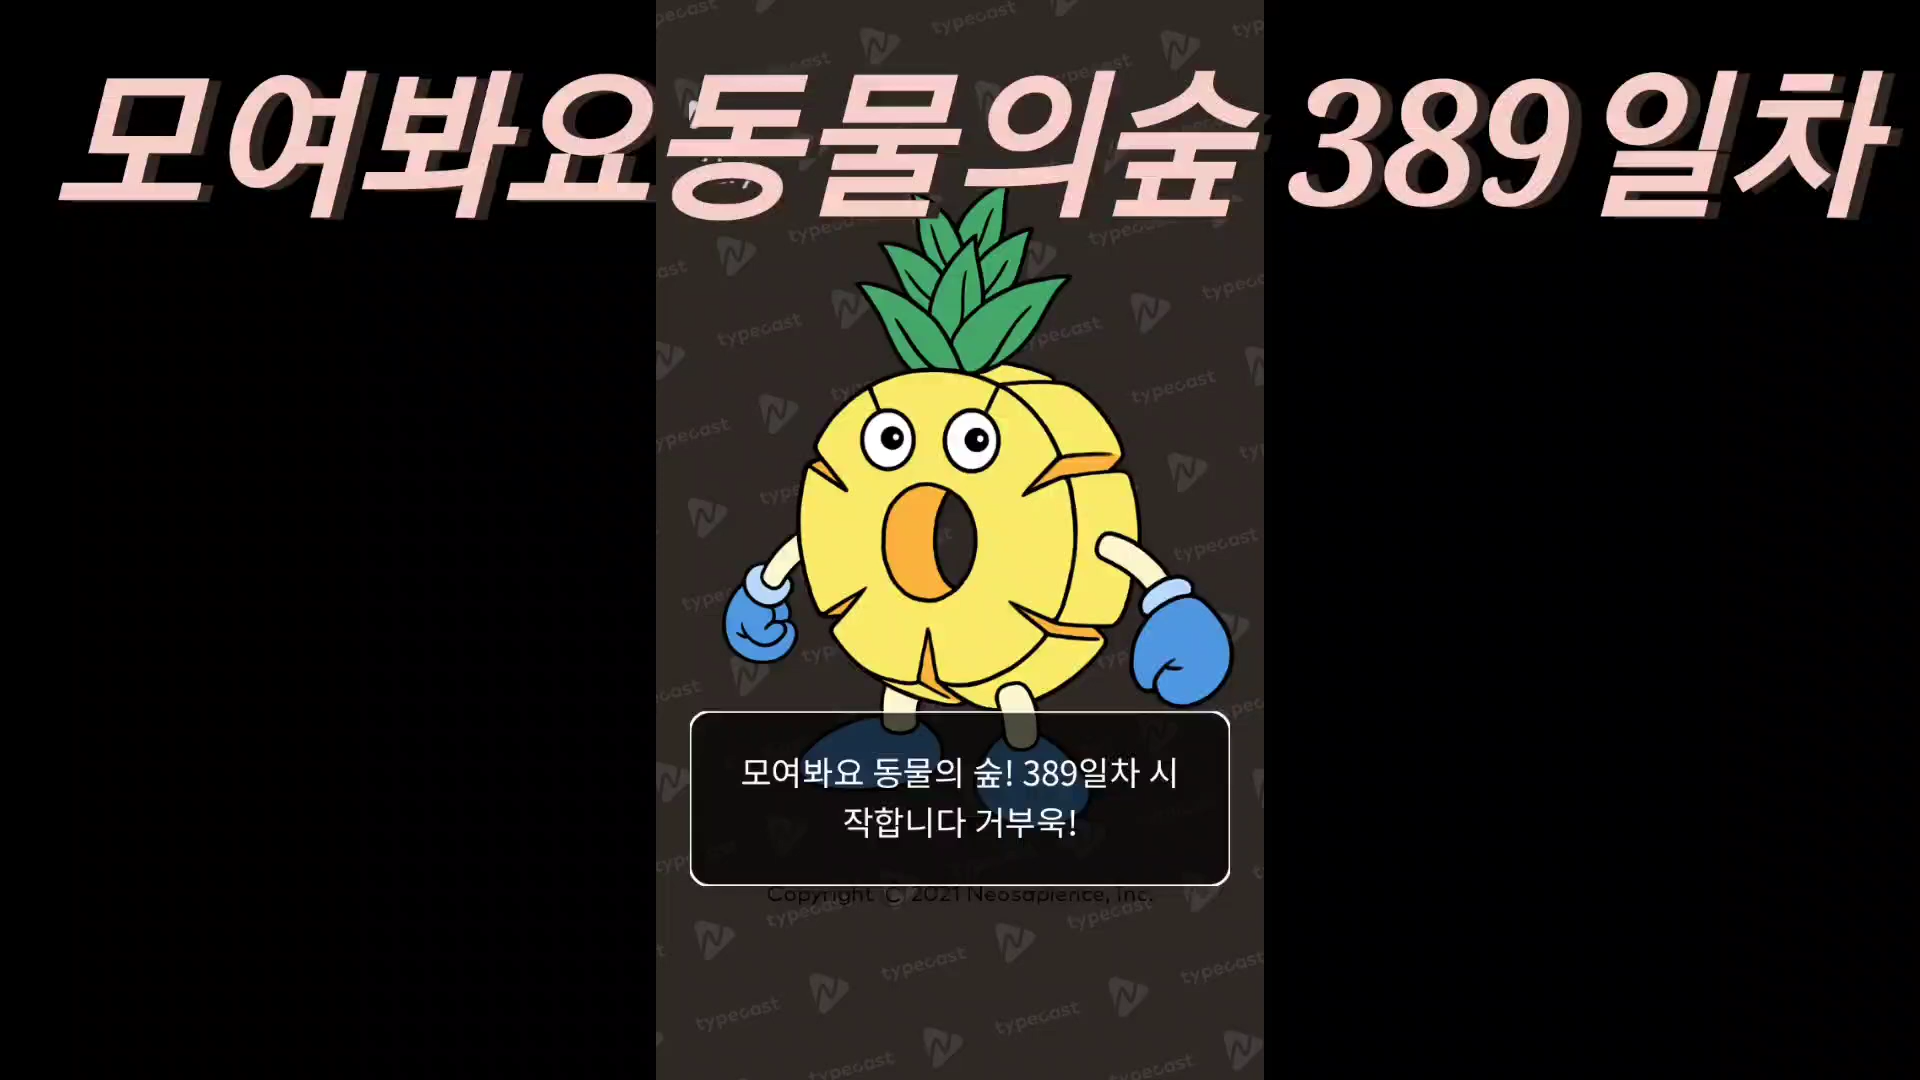 모여봐요동물의숲 389일차
모여봐요 동물의 숲! 389일차 시
작합니다 거부욱!
Copyright © 2021 Neosapience, Inc.
typecast